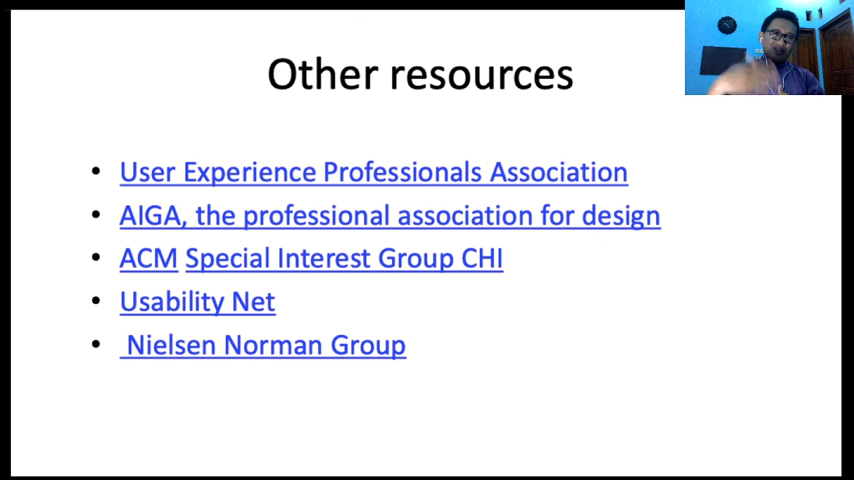 Other resources
• User Experience Professionals Association
• AIGA, the professional association for design
• ACM Special Interest Group CHI
• Usability Net
• Nielsen Norman Group